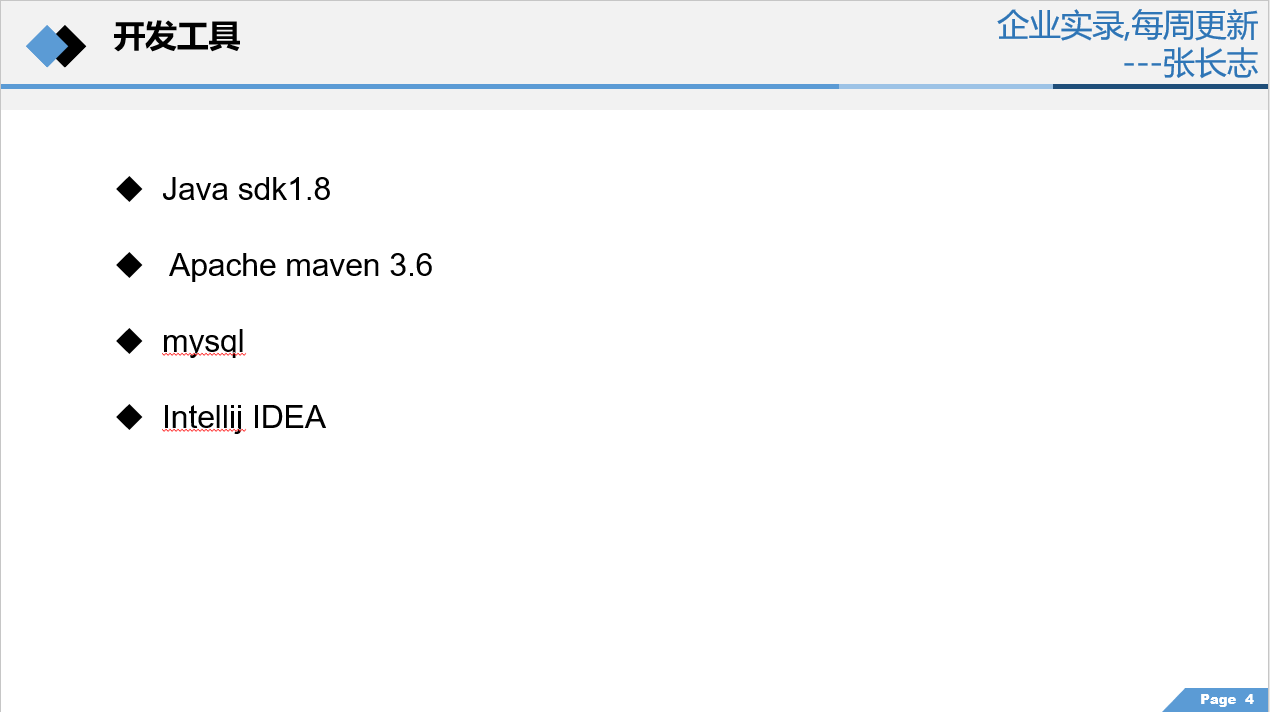 开发工具
企业实录,每周更新
---张长志
Java sdk1.8
Apache maven 3.6
mysql
Intellij IDEA
Page 4